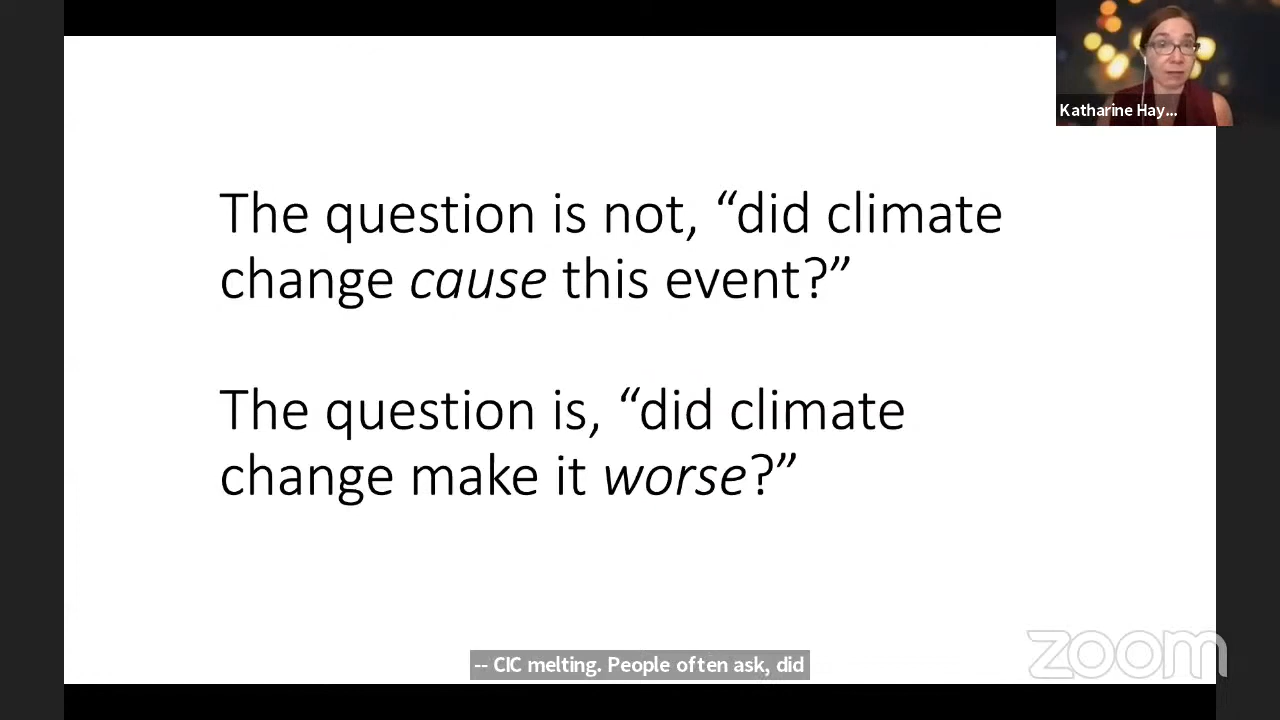 Katharine Hay...
The question is not, “did climate
change cause this event?”
The question is, “did climate
change make it worse?”
-- CIC melting. People often ask, did
zoom